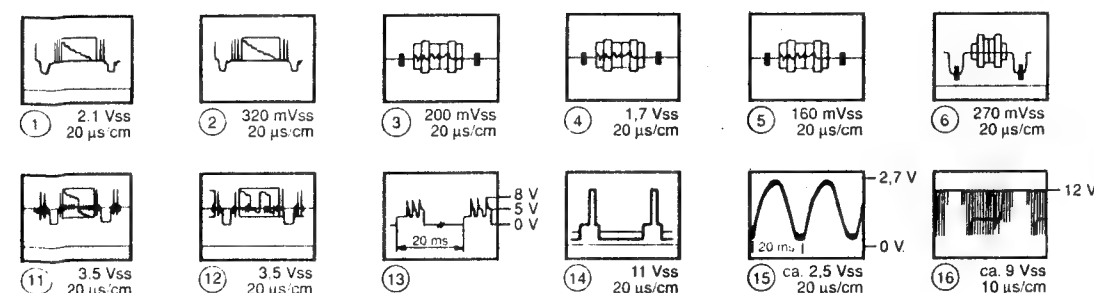 1 2.1 Vss
20 µs/cm
2 320 mVss
20 µs/cm
3 200 mVss
20 µs/cm
4 1,7 Vss
20 µs/cm
5 160 mVss
20 µs/cm
6 270 mVss
20 µs/cm
11 3.5 Vss
20 µs/cm
12 3,5 Vss
20 µs/cm
8 V
5 V
0 V
20 ms
13
14 11 Vss
20 µs/cm
2,7 V
20 ms
0 V.
15 ca. 2,5 Vss
20 µs/cm
12 V
16 ca. 9 Vss
10 µs/cm